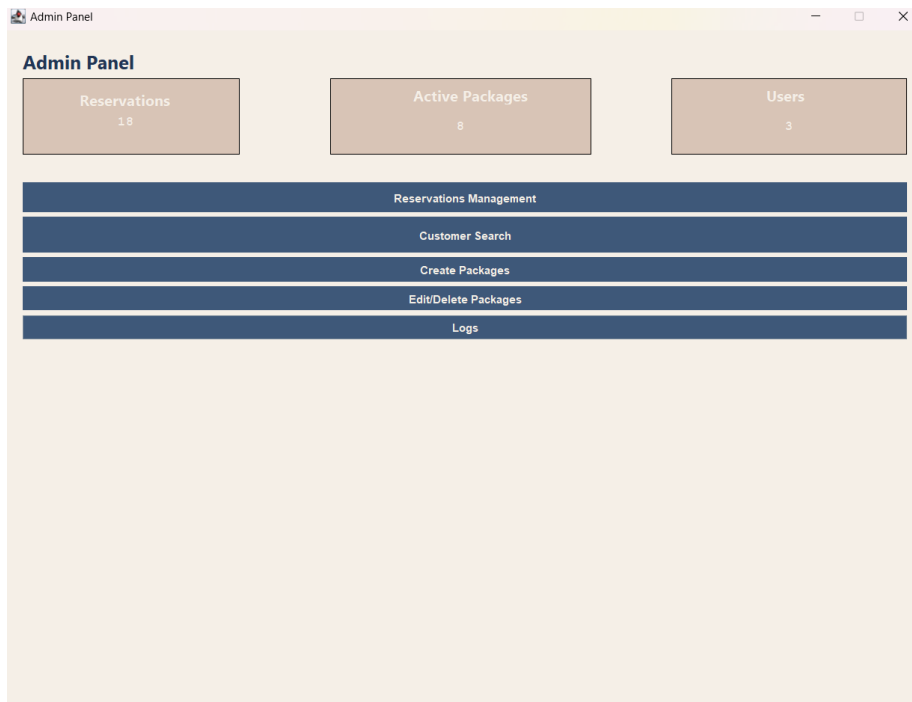 Admin Panel
Admin Panel
Reservations
18
Active Packages
8
Users
3
Reservations Management
Customer Search
Create Packages
Edit/Delete Packages
Logs